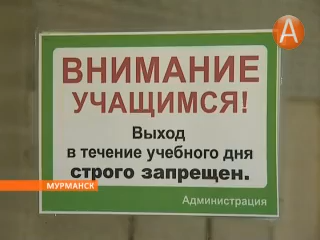 А
ВНИМАНИЕ
УЧАЩИМСЯ!
Выход
в течение учебного дня
строго запрещен.
Администрация
МУРМАНСК